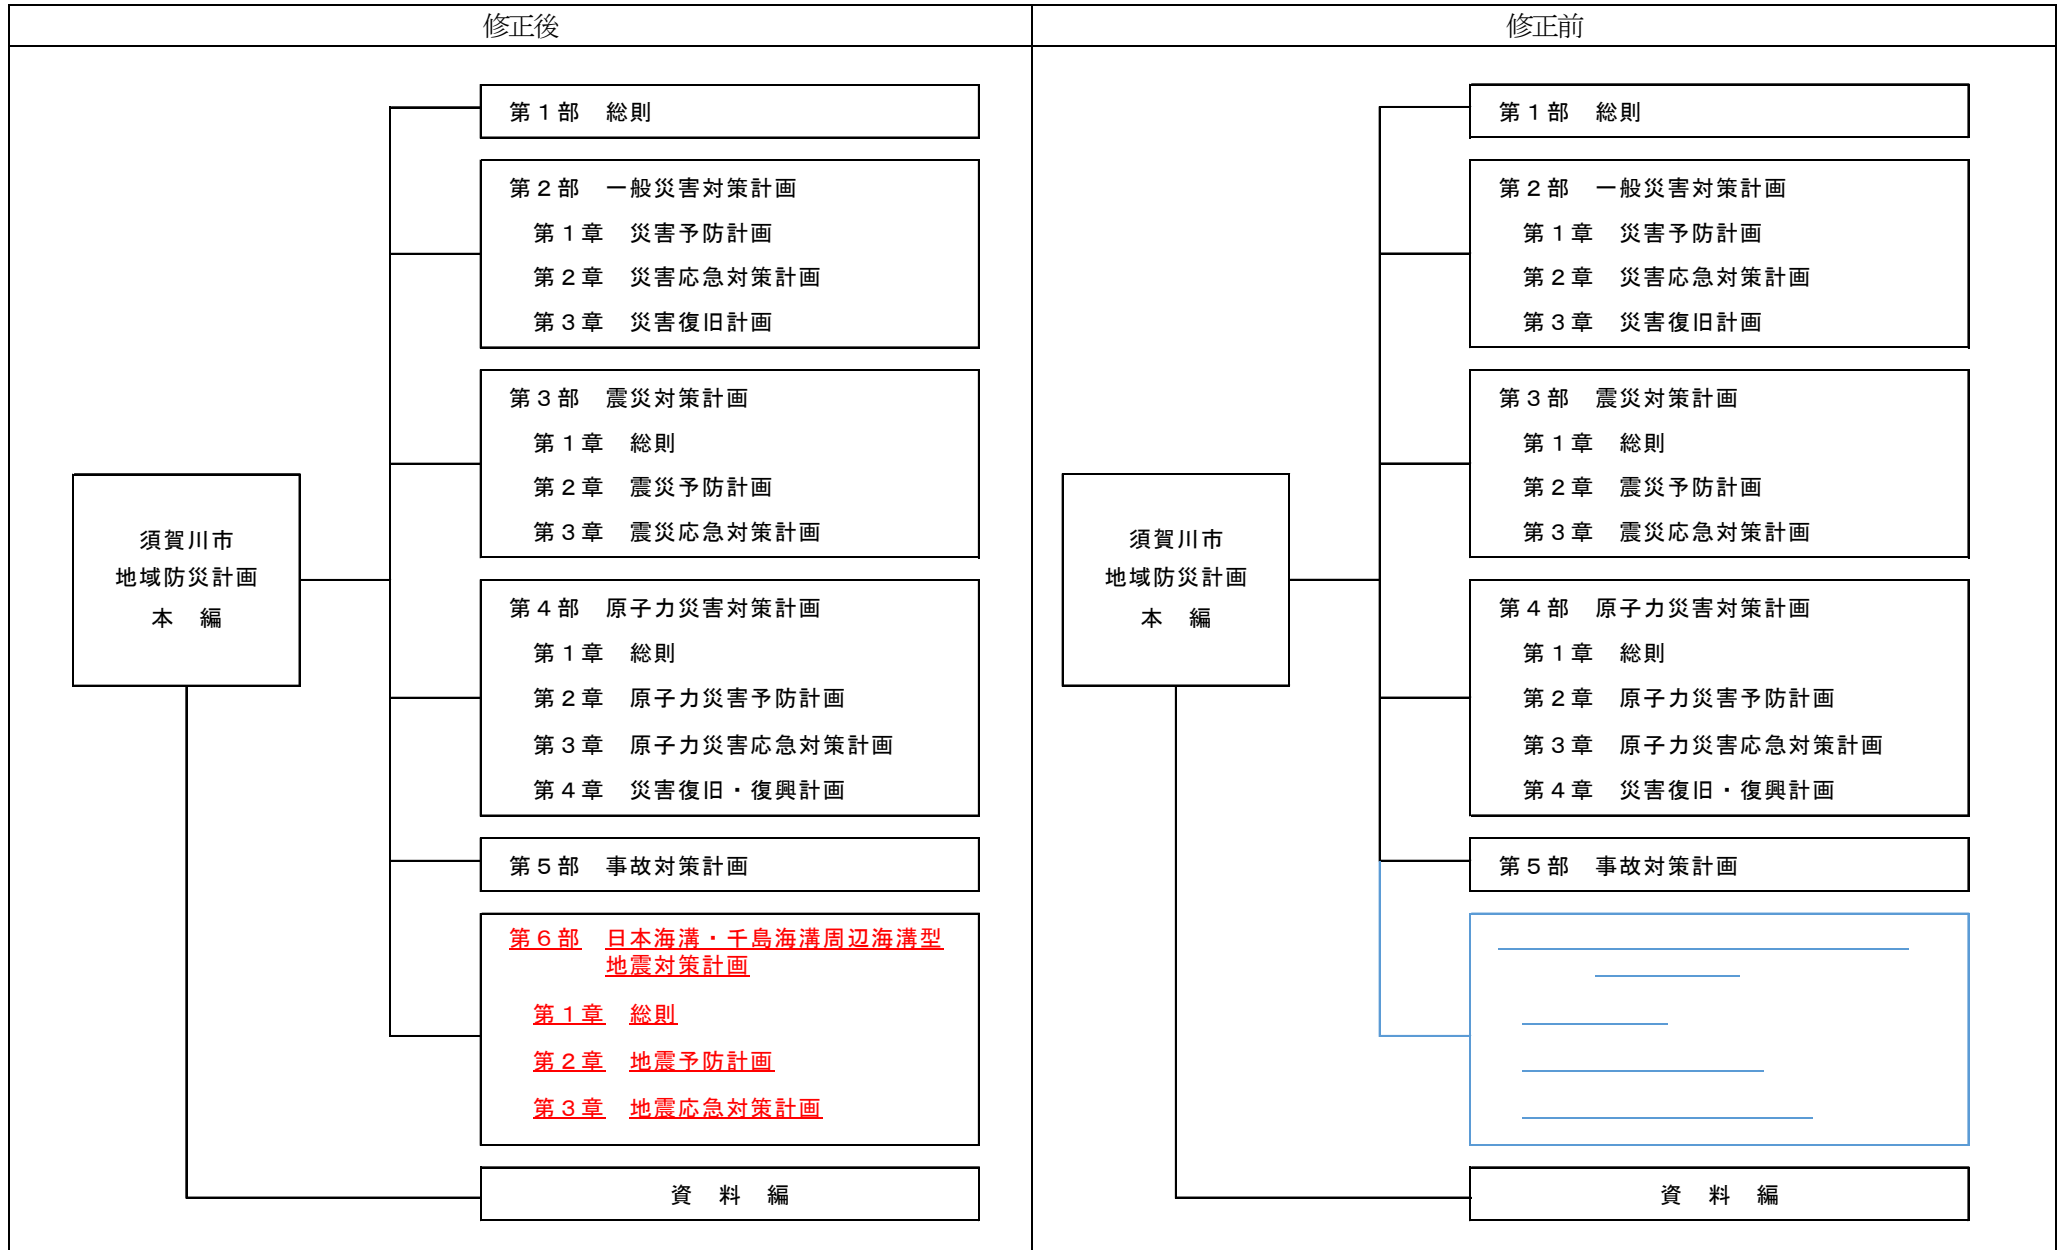 修正後
須賀川市
地域防災計画
本　編
第１部　総則
第２部　一般災害対策計画
第１章　災害予防計画
第２章　災害応急対策計画
第３章　災害復旧計画
第３部　震災対策計画
第１章　総則
第２章　震災予防計画
第３章　震災応急対策計画
第４部　原子力災害対策計画
第１章　総則
第２章　原子力災害予防計画
第３章　原子力災害応急対策計画
第４章　災害復旧・復興計画
第５部　事故対策計画
第６部　日本海溝・千島海溝周辺海溝型
地震対策計画
第１章　総則
第２章　地震予防計画
第３章　地震応急対策計画
資　料　編
修正前
須賀川市
地域防災計画
本　編
第１部　総則
第２部　一般災害対策計画
第１章　災害予防計画
第２章　災害応急対策計画
第３章　災害復旧計画
第３部　震災対策計画
第１章　総則
第２章　震災予防計画
第３章　震災応急対策計画
第４部　原子力災害対策計画
第１章　総則
第２章　原子力災害予防計画
第３章　原子力災害応急対策計画
第４章　災害復旧・復興計画
第５部　事故対策計画
資　料　編